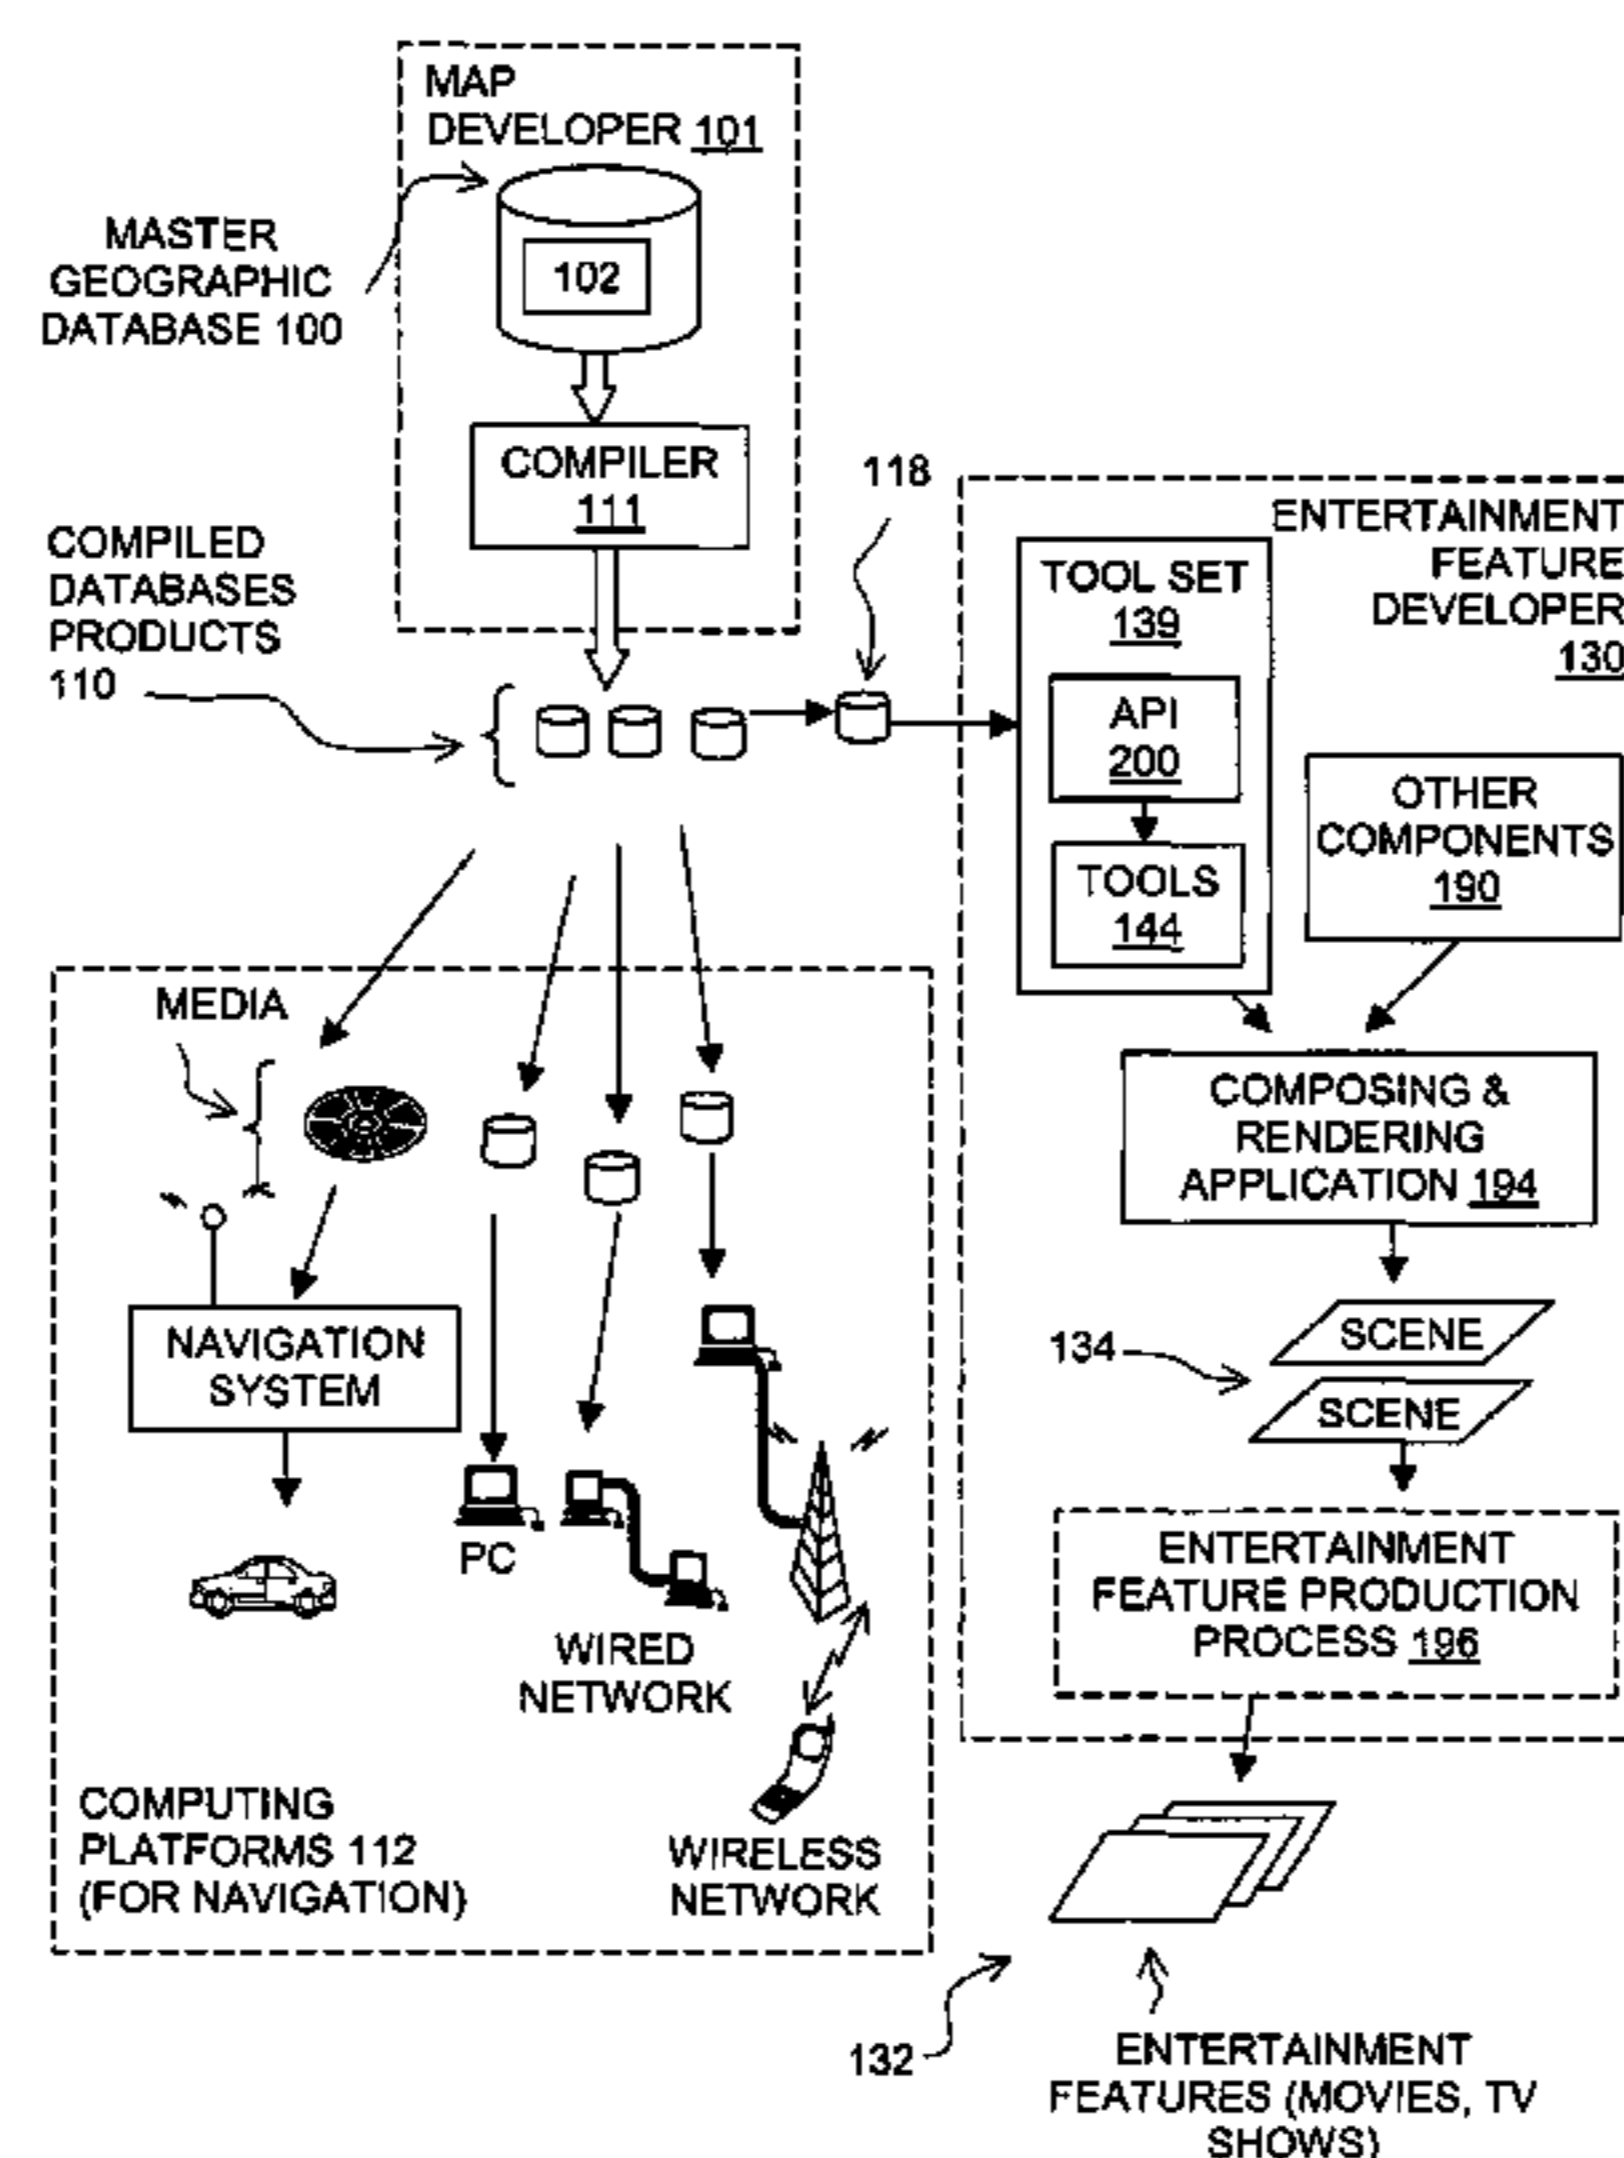 MAP
DEVELOPER 101
MASTER
GEOGRAPHIC
DATABASE 100
102
COMPILER
111
118
COMPILED
DATABASES
PRODUCTS
110
ENTERTAINMENT
FEATURE
DEVELOPER
130
TOOL SET
139
API
200
TOOLS
144
OTHER
COMPONENTS
190
MEDIA
COMPOSING &
RENDERING
APPLICATION 194
NAVIGATION
SYSTEM
134
SCENE
SCENE
PC
WIRED
NETWORK
ENTERTAINMENT
FEATURE PRODUCTION
PROCESS 196
COMPUTING
PLATFORMS 112
(FOR NAVIGATION)
WIRELESS
NETWORK
132
ENTERTAINMENT
FEATURES (MOVIES, TV
SHOWS)